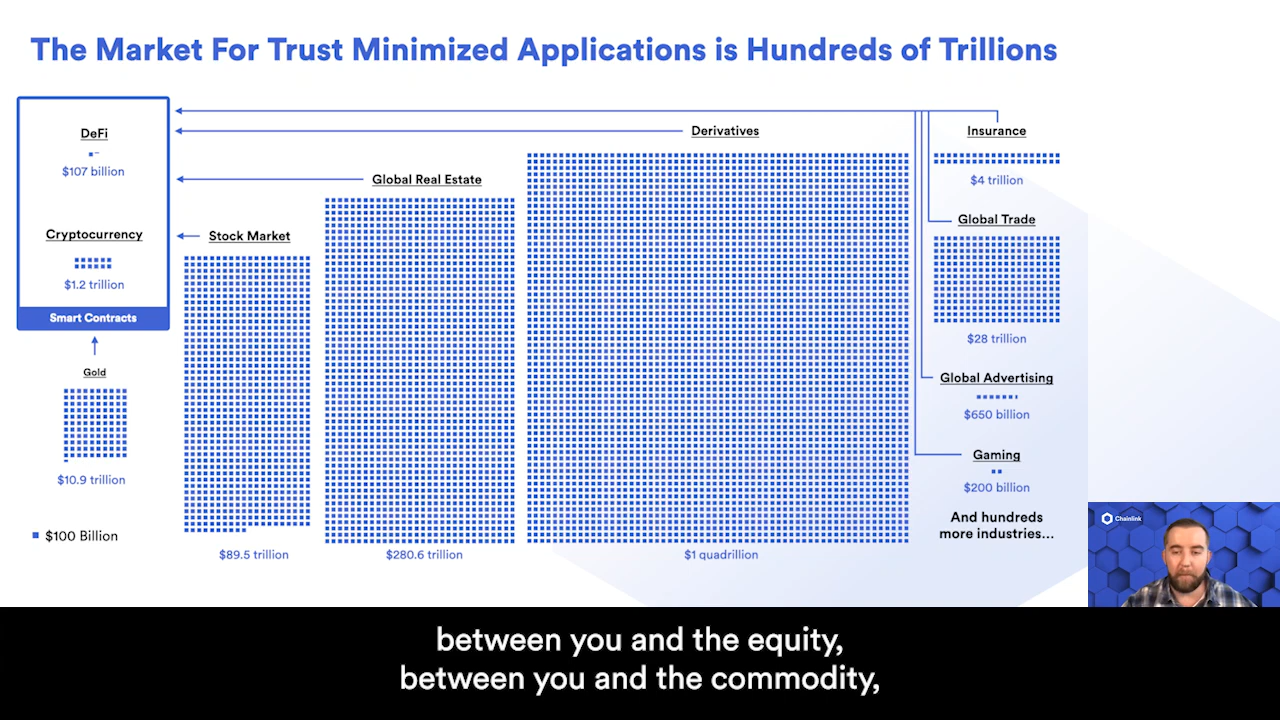 The Market For Trust Minimized Applications is Hundreds of Trillions
DeFi
$107 billion
Cryptocurrency
$1.2 trillion
Smart Contracts
Gold
$10.9 trillion
$100 Billion
Stock Market
$89.5 trillion
Global Real Estate
$280.6 trillion
Derivatives
$1 quadrillion
Insurance
$4 trillion
Global Trade
$28 trillion
Global Advertising
$650 billion
Gaming
$200 billion
And hundreds
more industries...
Chainlink
between you and the equity,
between you and the commodity,